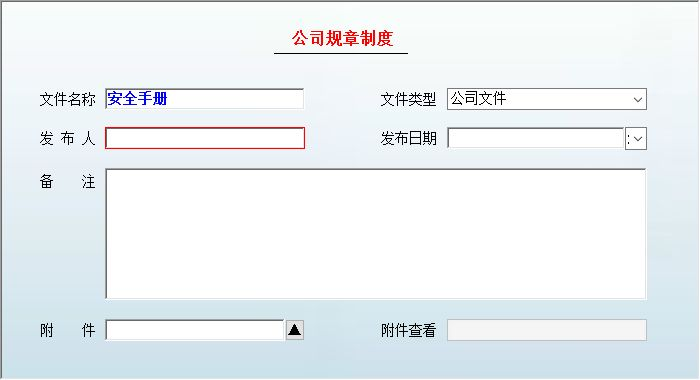 公司规章制度
文件名称 安全手册 文件类型 公司文件
发 布 人 发布日期 :
备 注
附 件 附件查看